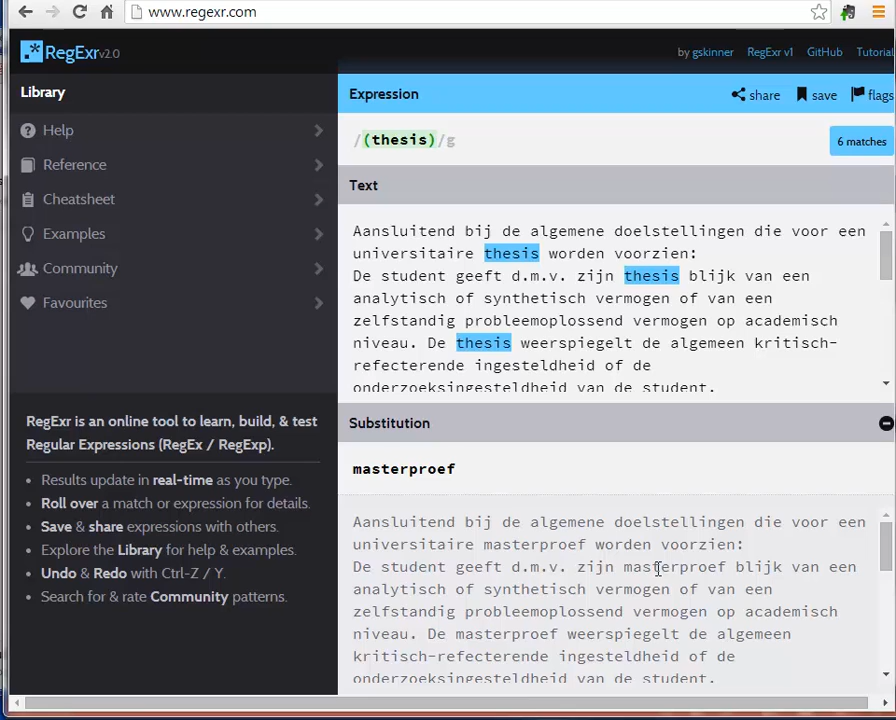 www.regexr.com
RegExr v2.0
by gskinner RegExr v1 GitHub Tutorial
Library
Help
Reference
Cheatsheet
Examples
Community
Favourites
RegExr is an online tool to learn, build, & test
Regular Expressions (RegEx / RegExp).
Results update in real-time as you type.
Roll over a match or expression for details.
Save & share expressions with others.
Explore the Library for help & examples.
Undo & Redo with Ctrl-Z / Y.
Search for & rate Community patterns.
Expression
share save flags
/(thesis)/g
6 matches
Text
Aansluitend bij de algemene doelstellingen die voor een
universitaire thesis worden voorzien:
De student geeft d.m.v. zijn thesis blijk van een
analytisch of synthetisch vermogen of van een
zelfstandig probleemoplossend vermogen op academisch
niveau. De thesis weerspiegelt de algemeen kritisch-
refecterende ingesteldheid of de
onderzoeksingesteldheid van de student.
Substitution
masterproef
Aansluitend bij de algemene doelstellingen die voor een
universitaire masterproef worden voorzien:
De student geeft d.m.v. zijn masterproef blijk van een
analytisch of synthetisch vermogen of van een
zelfstandig probleemoplossend vermogen op academisch
niveau. De masterproef weerspiegelt de algemeen
kritisch-refecterende ingesteldheid of de
onderzoeksingesteldheid van de student.